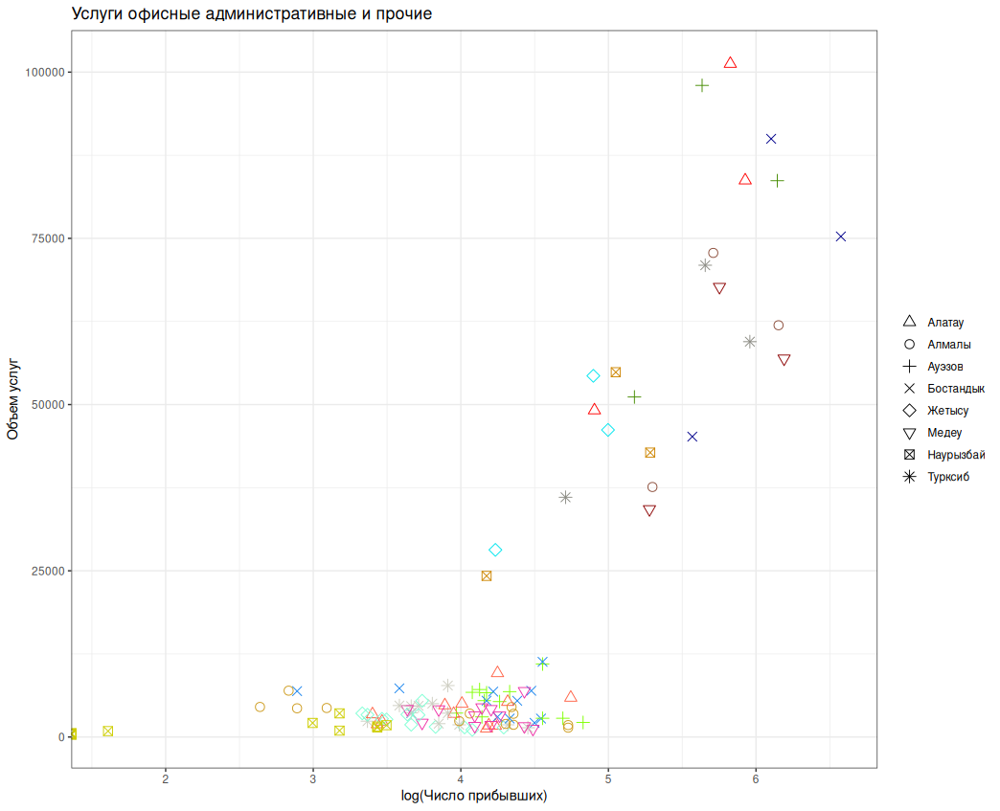 Услуги офисные административные и прочие
Объем услуг
100000
75000
50000
25000
0
2
3
4
5
6
log(Число прибывших)
Алатау
Алмалы
Ауэзов
Бостандык
Жетысу
Медеу
Наурызбай
Турксиб